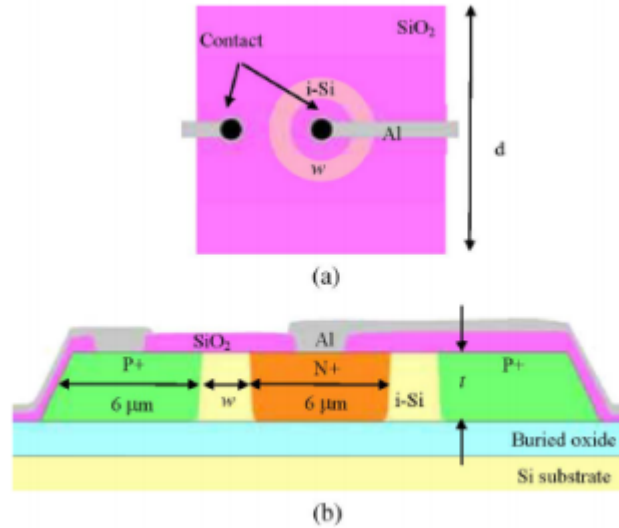 SiO₂
Contact
i-Si
Al
w
d
(a)
SiO₂
Al
P+
N+
P+
6 μm
w
6 μm
i-Si
t
Buried oxide
Si substrate
(b)